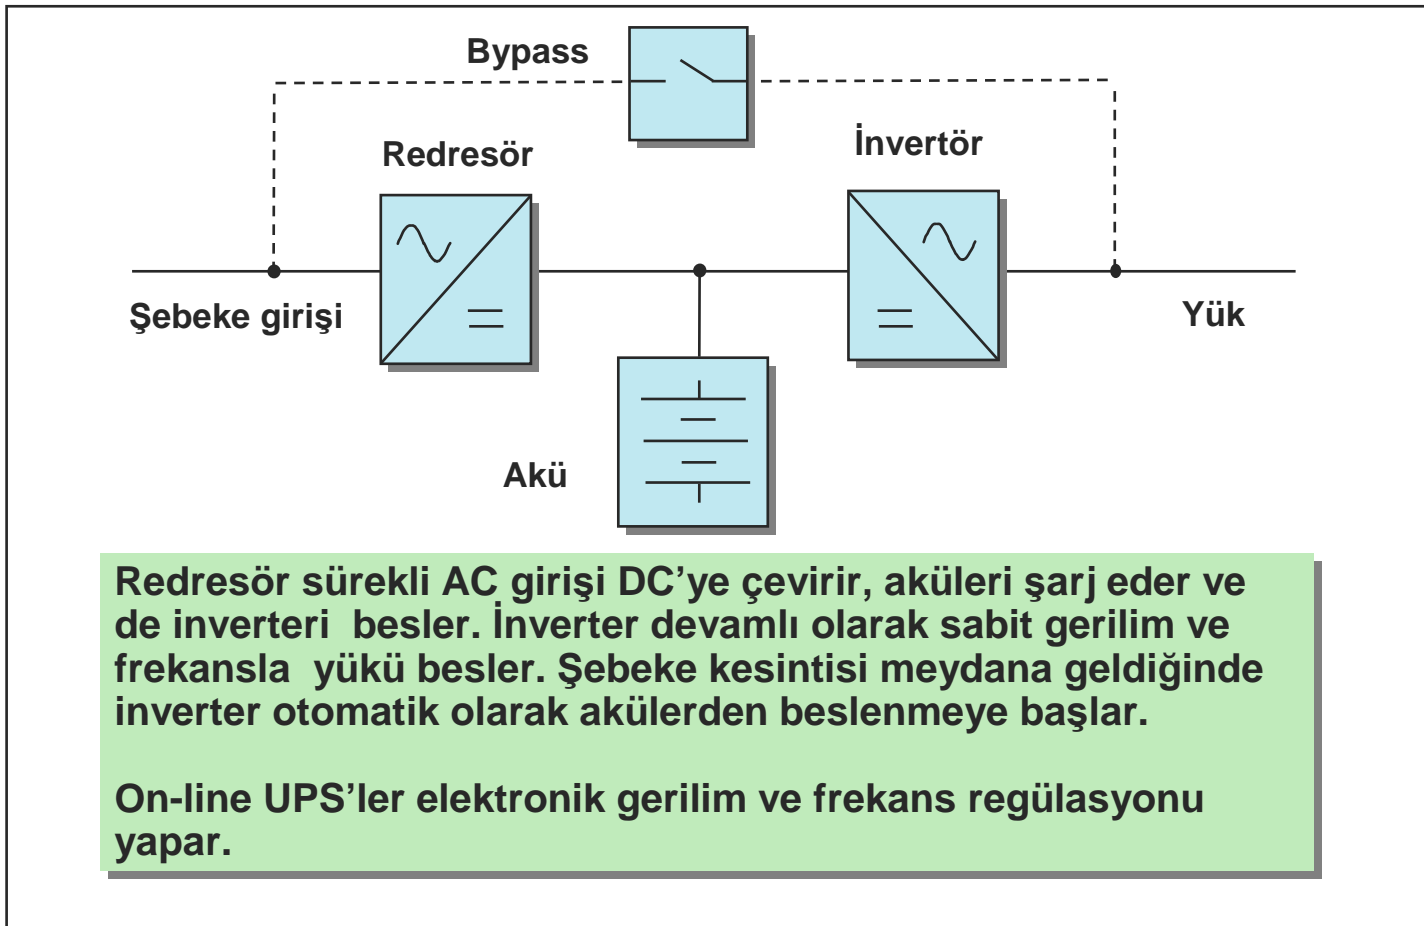 Bypass
Redresör
İnvertör
Şebeke girişi
Yük
Akü
Redresör sürekli AC girişi DC’ye çevirir, aküleri şarj eder ve
de inverteri  besler. İnverter devamlı olarak sabit gerilim ve
frekansla  yükü besler. Şebeke kesintisi meydana geldiğinde
inverter otomatik olarak akülerden beslenmeye başlar.
On-line UPS’ler elektronik gerilim ve frekans regülasyonu
yapar.